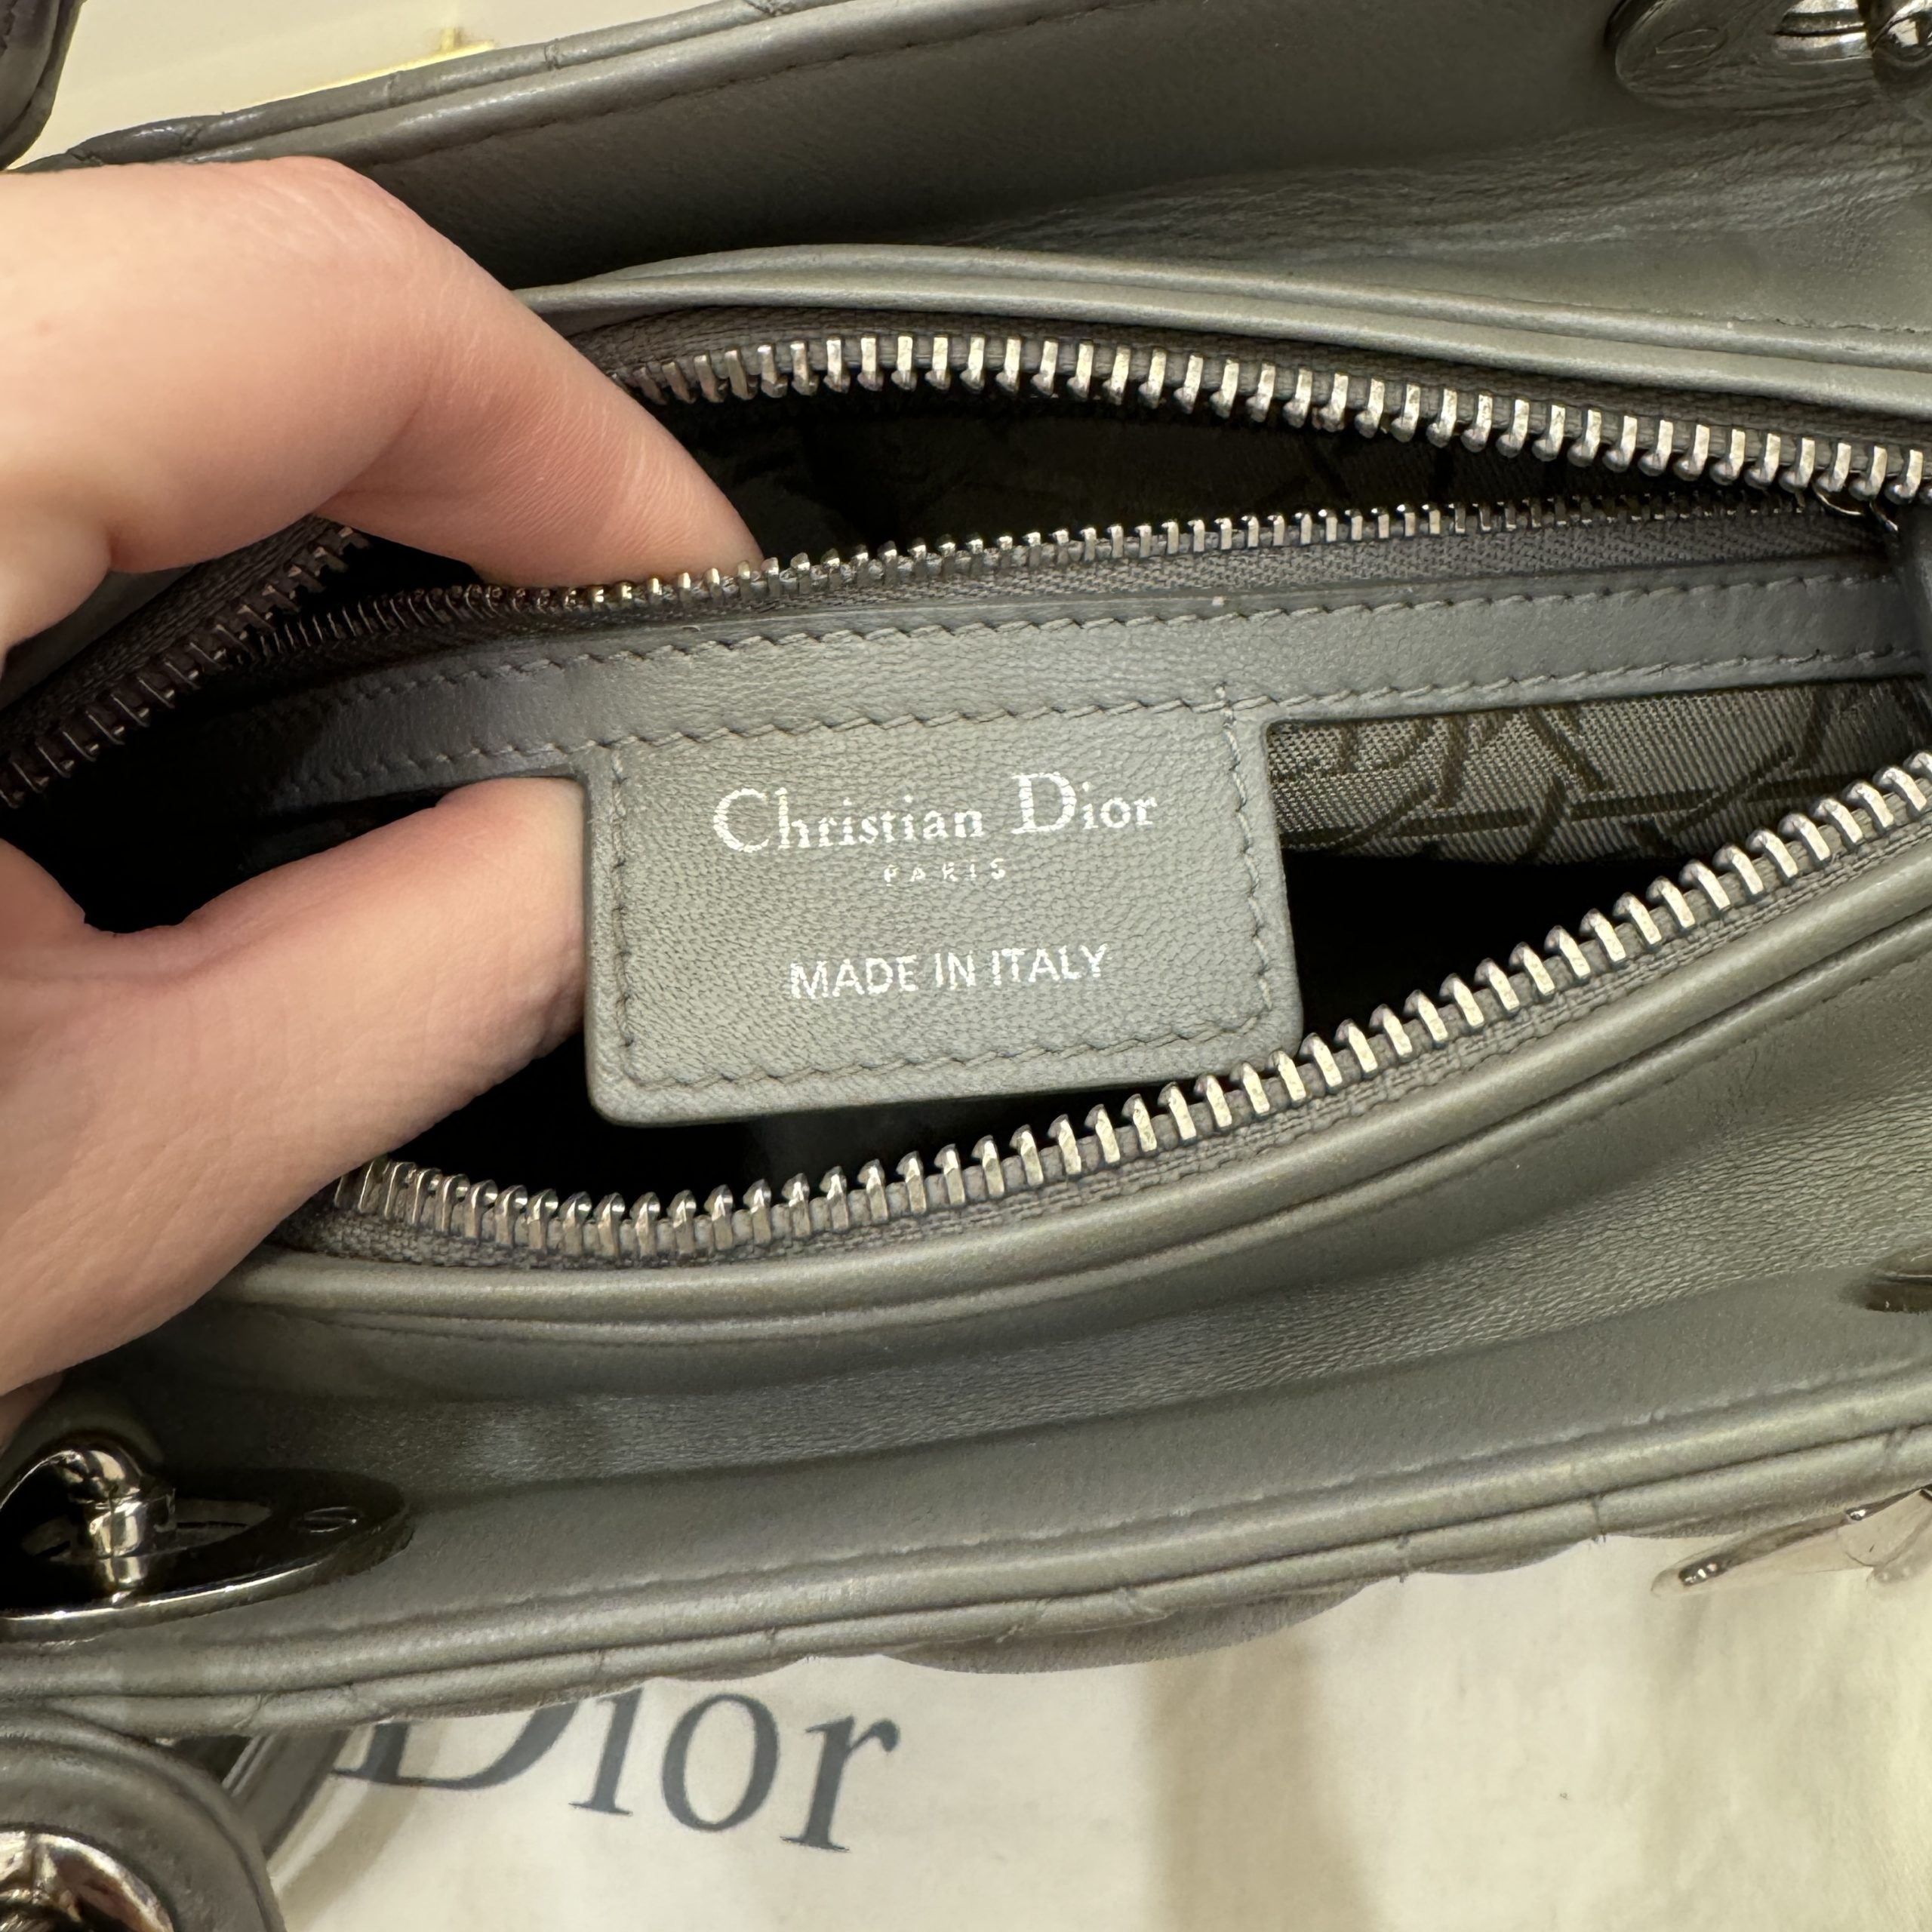 Christian Dior
PARIS
MADE IN ITALY
Dior